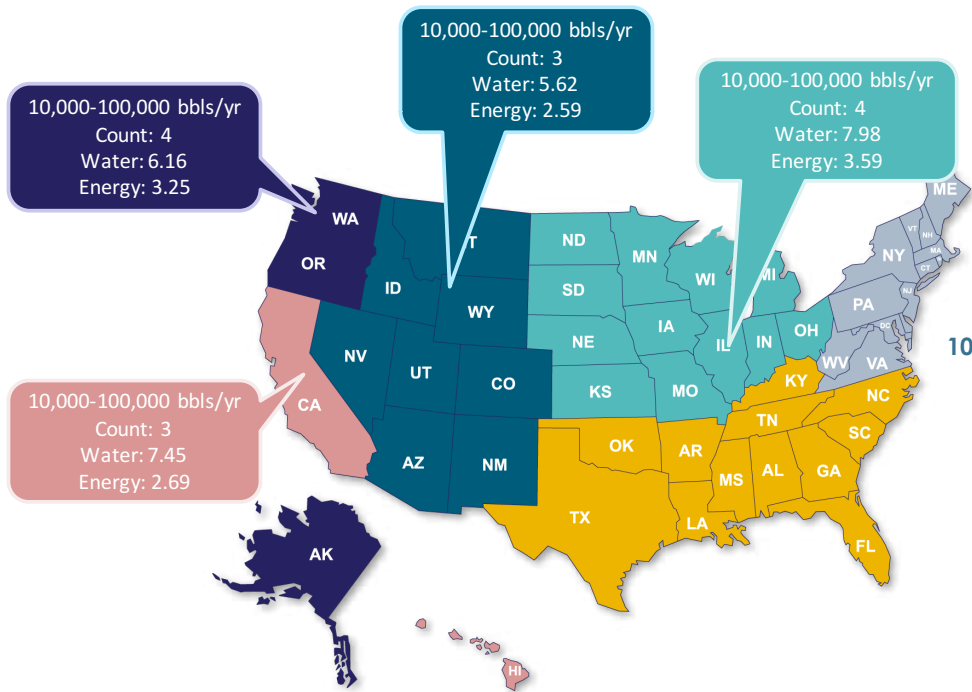 10,000-100,000 bbls/yr
Count: 3
Water: 5.62
Energy: 2.59
10,000-100,000 bbls/yr
Count: 4
Water: 7.98
Energy: 3.59
10,000-100,000 bbls/yr
Count: 4
Water: 6.16
Energy: 3.25
10,000-100,000 bbls/yr
Count: 3
Water: 7.45
Energy: 2.69
WA
OR
ID
T
WY
NV
UT
CO
CA
AZ
NM
ND
SD
NE
KS
MN
IA
MO
WI
IL
MI
IN
OH
KY
TN
NC
SC
OK
AR
MS
AL
GA
TX
LA
FL
ME
VT
NH
MA
NY
CT
NJ
PA
DC
WV
VA
10
AK
HI